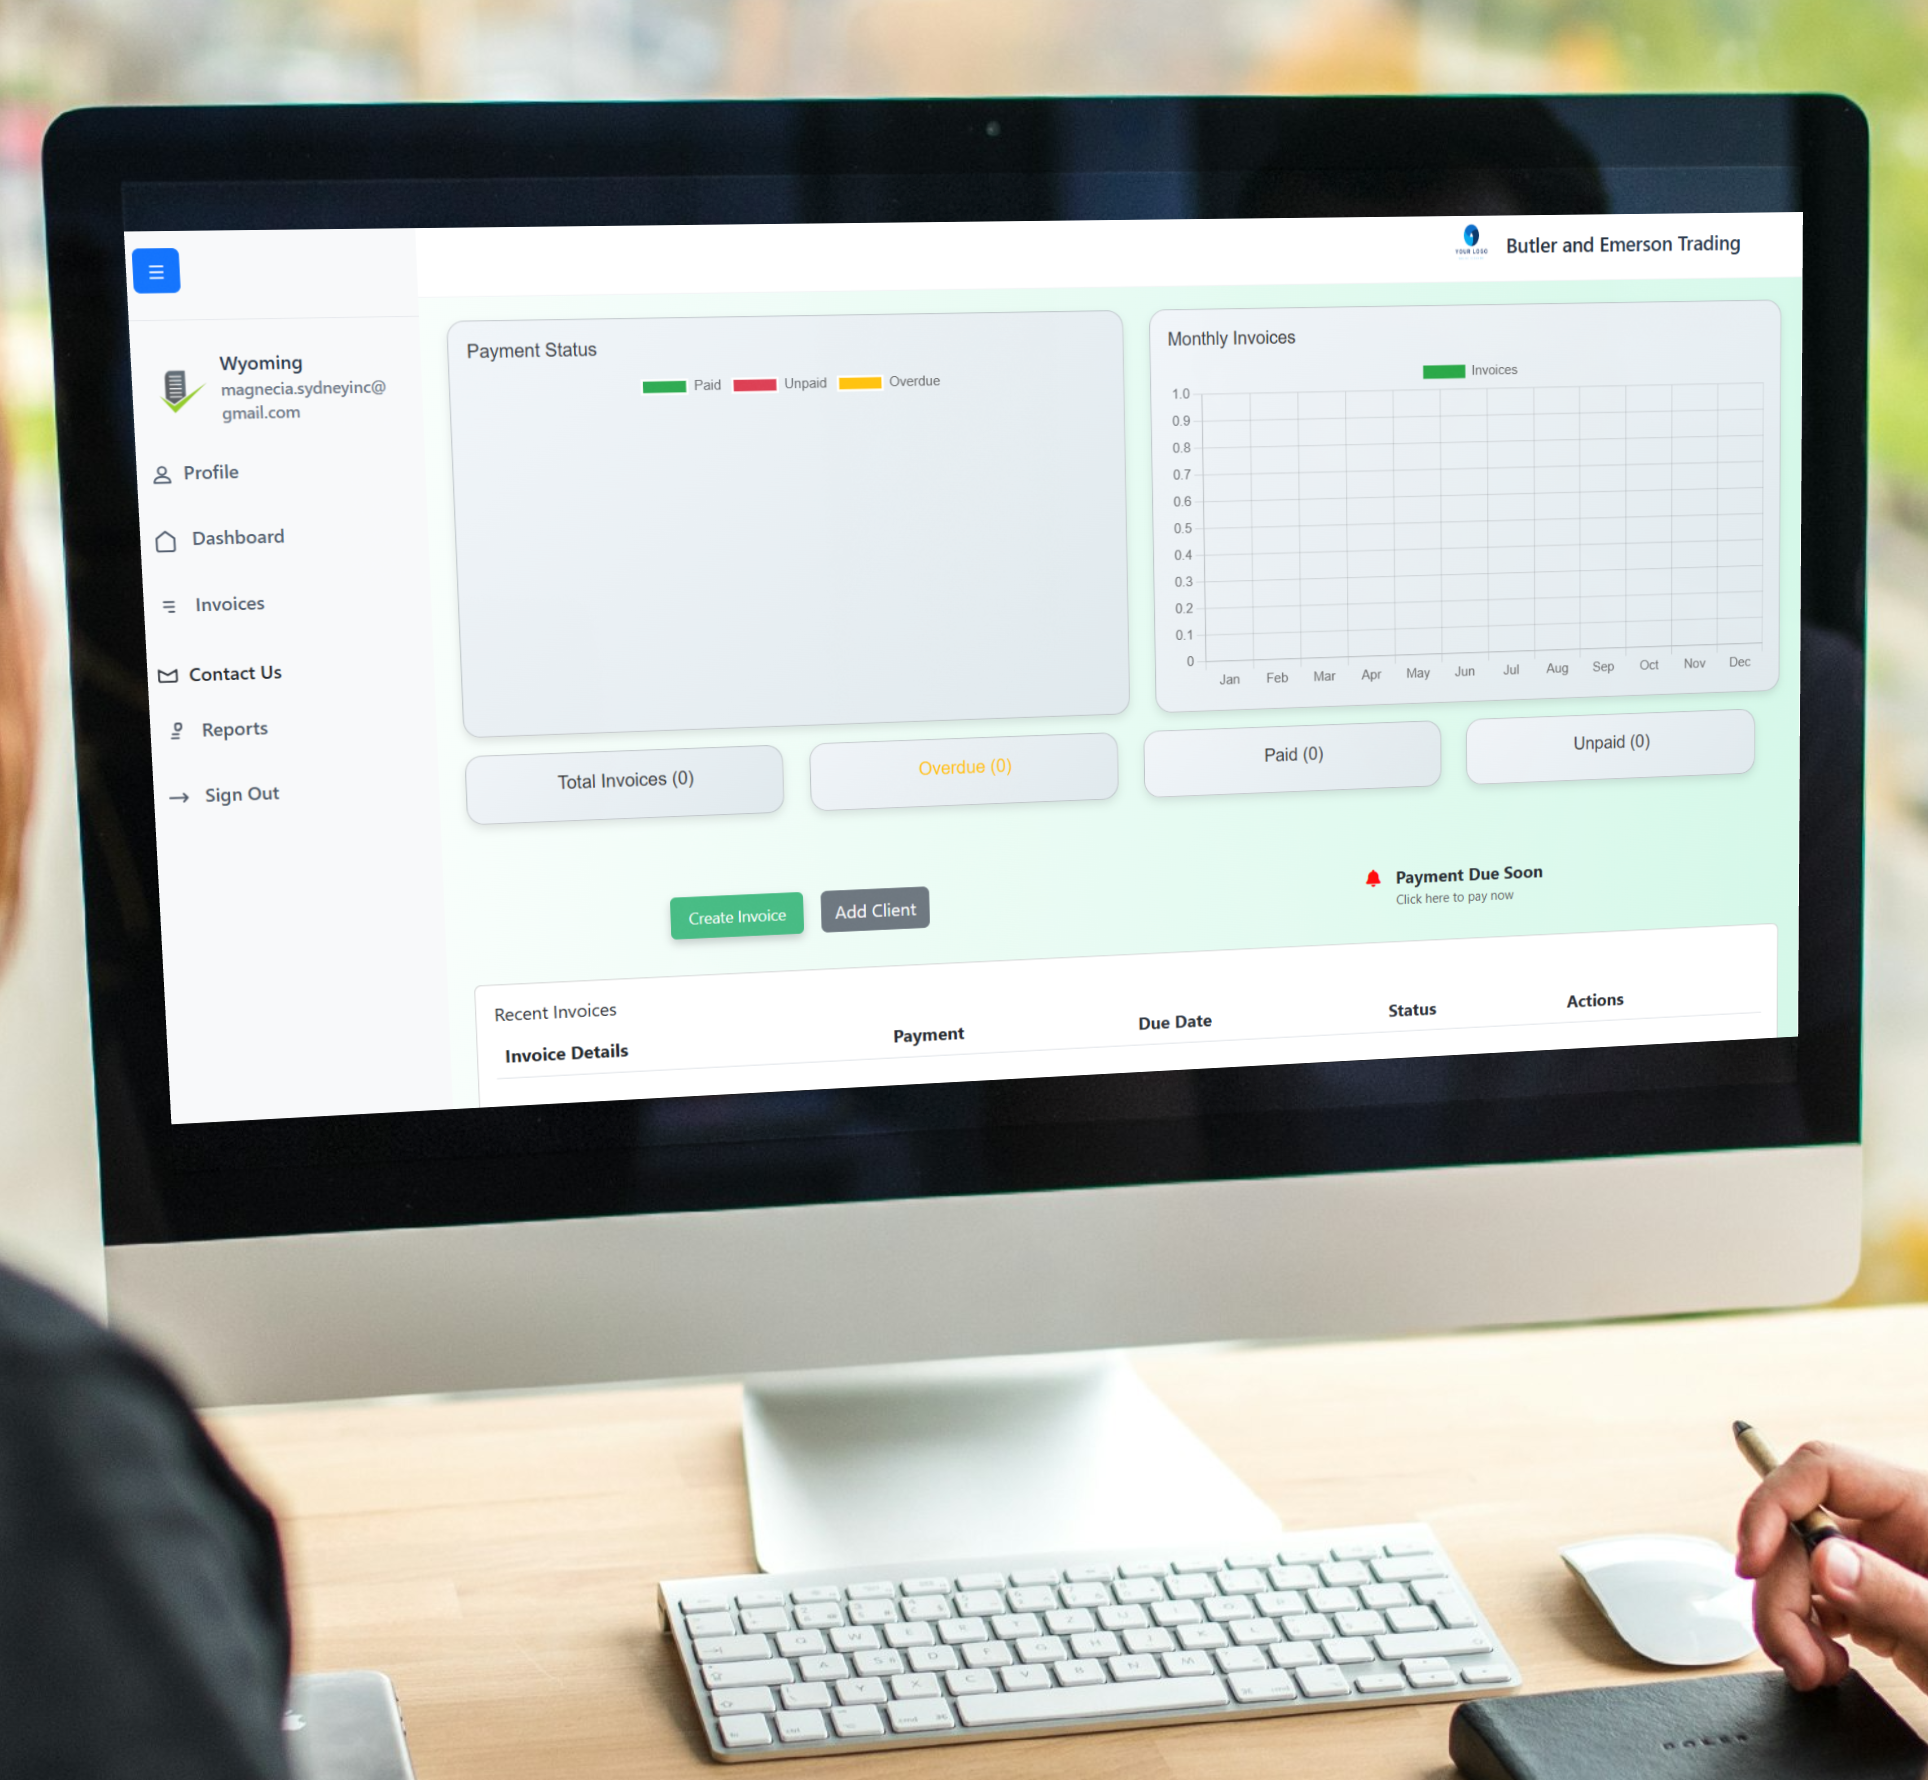 YOUR LOGO
Butler and Emerson Trading
Wyoming
magnecia.sydneyinc@
gmail.com
Profile
Dashboard
Invoices
Contact Us
Reports
Sign Out
Payment Status
Paid Unpaid Overdue
Monthly Invoices
Invoices
1.0
0.9
0.8
0.7
0.6
0.5
0.4
0.3
0.2
0.1
0
Jan Feb Mar Apr May Jun Jul Aug Sep Oct Nov Dec
Total Invoices (0)
Overdue (0)
Paid (0)
Unpaid (0)
Create Invoice
Add Client
Payment Due Soon
Click here to pay now
Recent Invoices
Invoice Details Payment Due Date Status Actions